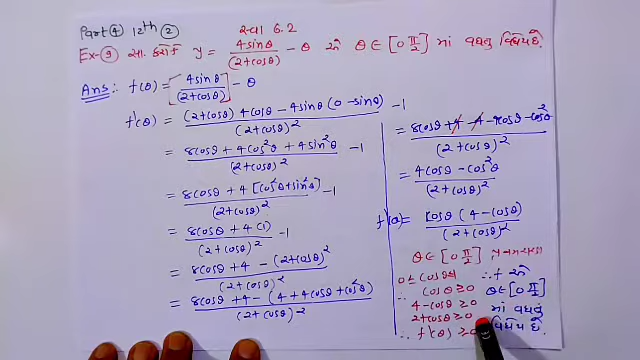 Part ④ 12th ②
સ્વા 6.2
Ex-⑨ સા. કરો કે y = 4sinθ/(2+cosθ) - θ એ θ ∈ [0 π/2] માં વધતું વિધેય છે.
Ans: f(θ) = [4sinθ/(2+cosθ)] - θ
f'(θ) = (2+cosθ) 4cosθ - 4sinθ (0 - sinθ)/(2+cosθ)² - 1
= 8cosθ + 4cos²θ + 4sin²θ/(2+cosθ)² - 1
= 8cosθ + 4 [cos²θ + sin²θ]/(2+cosθ)² - 1
= 8cosθ + 4 (1)/(2+cosθ)² - 1
= 8cosθ + 4 - (2+cosθ)²/(2+cosθ)²
= 8cosθ + 4 - (4 + 4cosθ + cos²θ)/(2+cosθ)²
= 8cosθ + 4 - 4 - 4cosθ - cos²θ/(2+cosθ)²
= 4cosθ - cos²θ/(2+cosθ)²
f'(θ) = cosθ (4 - cosθ)/(2+cosθ)²
θ ∈ [0 π/2]
0 ≤ cosθ ≤ 1
∴ cosθ ≥ 0
4 - cosθ ≥ 0
2 + cosθ ≥ 0
∴ f'(θ) ≥ 0
∴ f એ
θ ∈ [0 π/2]
માં વધતું
વિધેય છે.